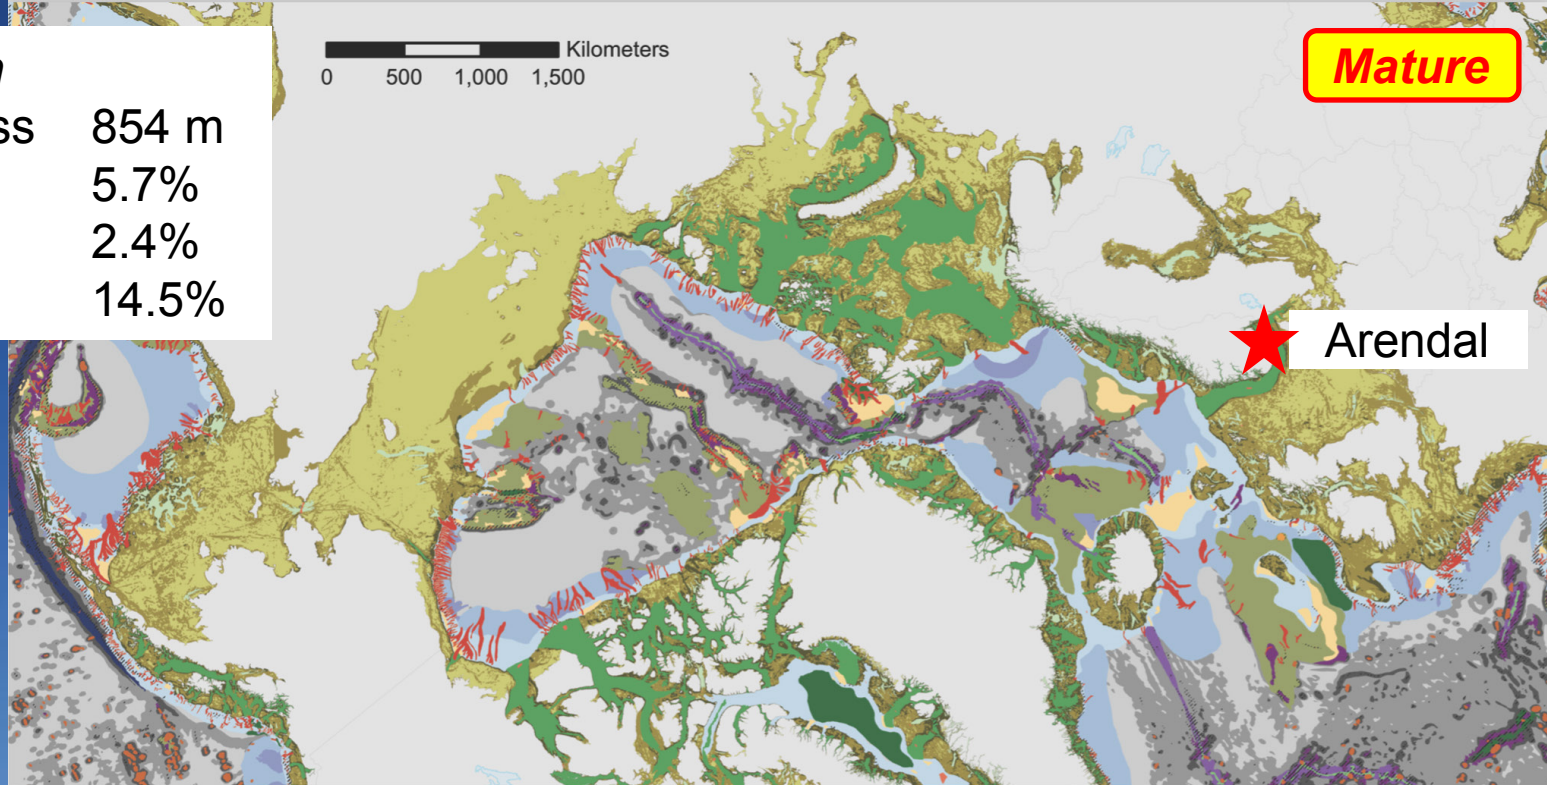 ss 854 m
5.7%
2.4%
14.5%
Kilometers
0 500 1,000 1,500
Mature
Arendal